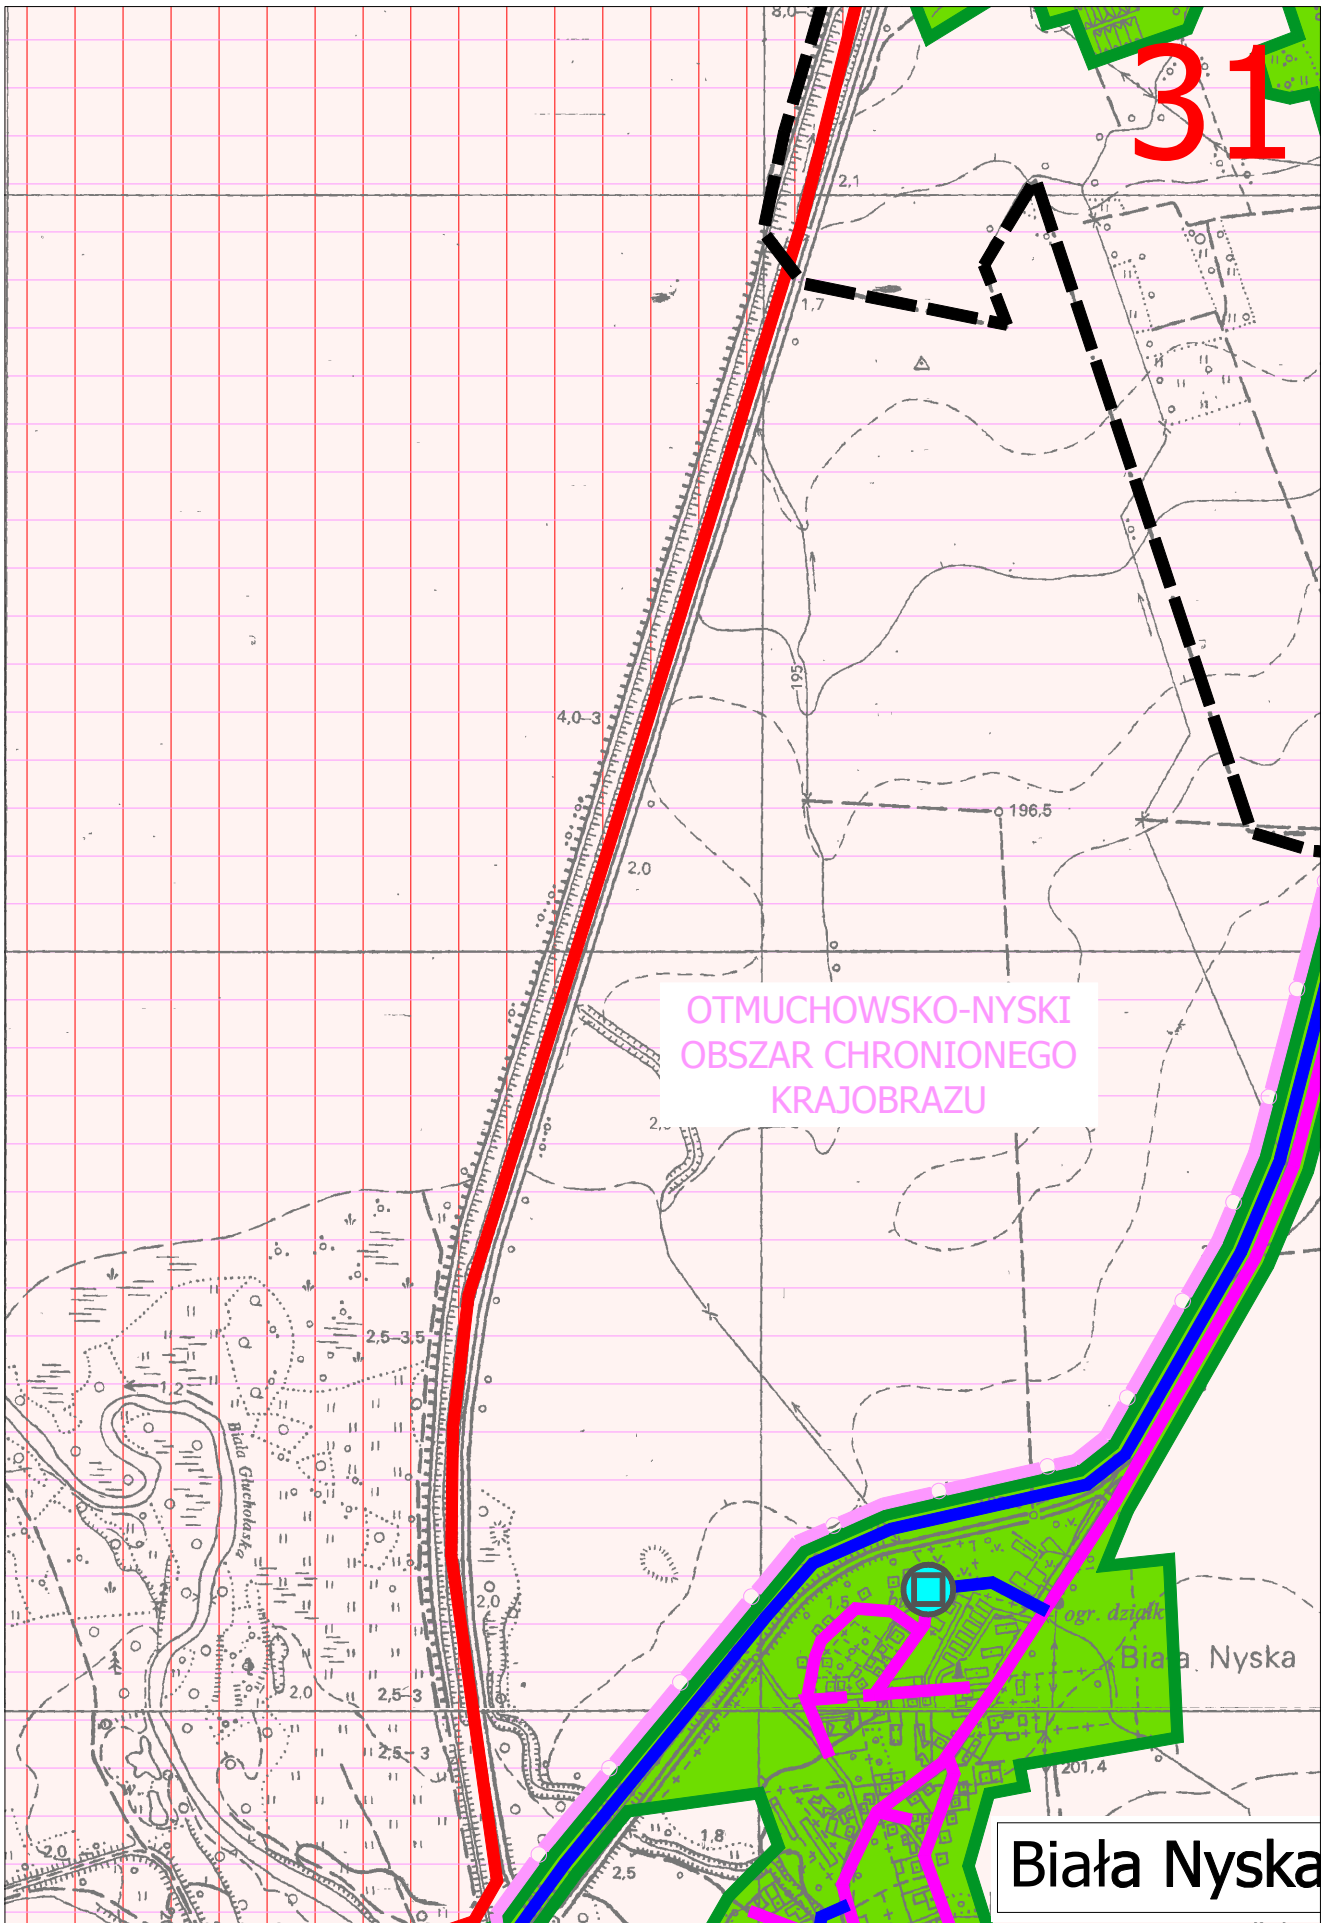 8,0-3
31
2,1
1,7
195
4,0-3
196,5
2,0
OTMUCHOWSKO-NYSKI
OBSZAR CHRONIONEGO
KRAJOBRAZU
2,5-3,5
1,2
Biała Głuchołaska
2,0
1,5
ogr. działk
Biała Nyska
2,0
2,5-3
2,5-3
201,4
1,8
2,0
2,5
Biała Nyska